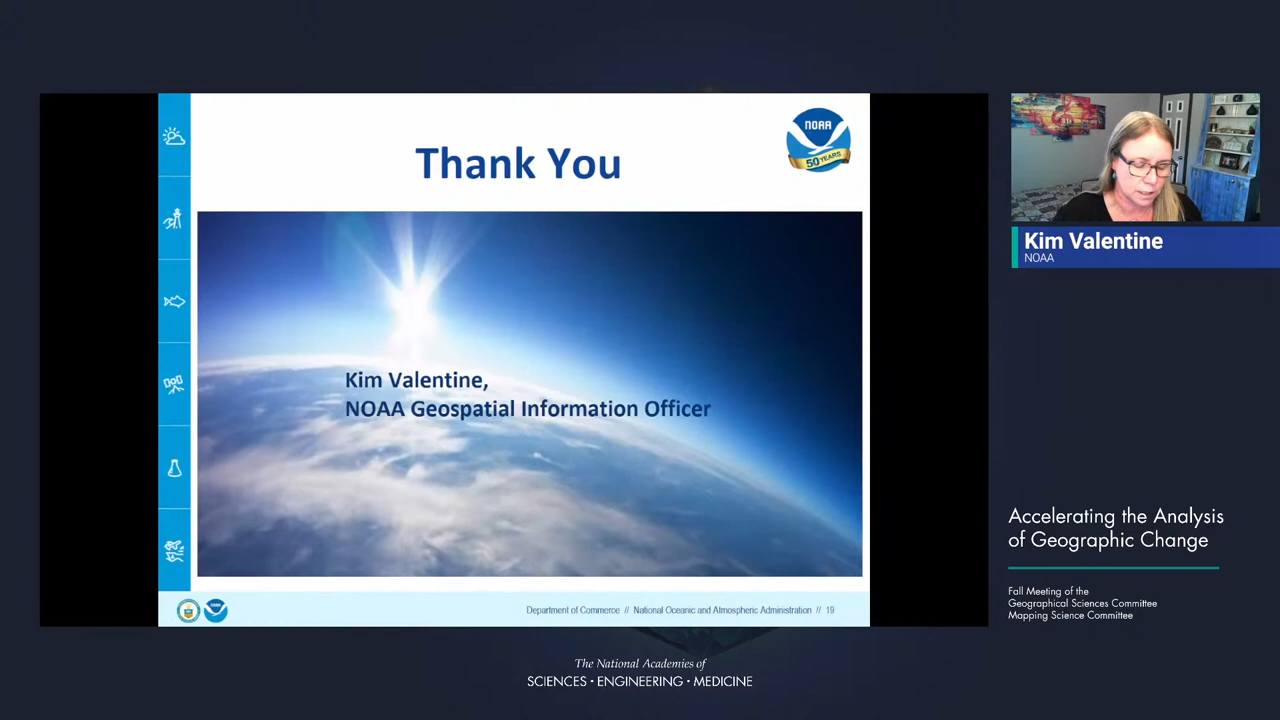 Thank You
NOAA
50 YEARS
Kim Valentine,
NOAA Geospatial Information Officer
Department of Commerce // National Oceanic and Atmospheric Administration // 19
Kim Valentine
NOAA
Accelerating the Analysis
of Geographic Change
Fall Meeting of the
Geographical Sciences Committee
Mapping Science Committee
The National Academies of
SCIENCES · ENGINEERING · MEDICINE